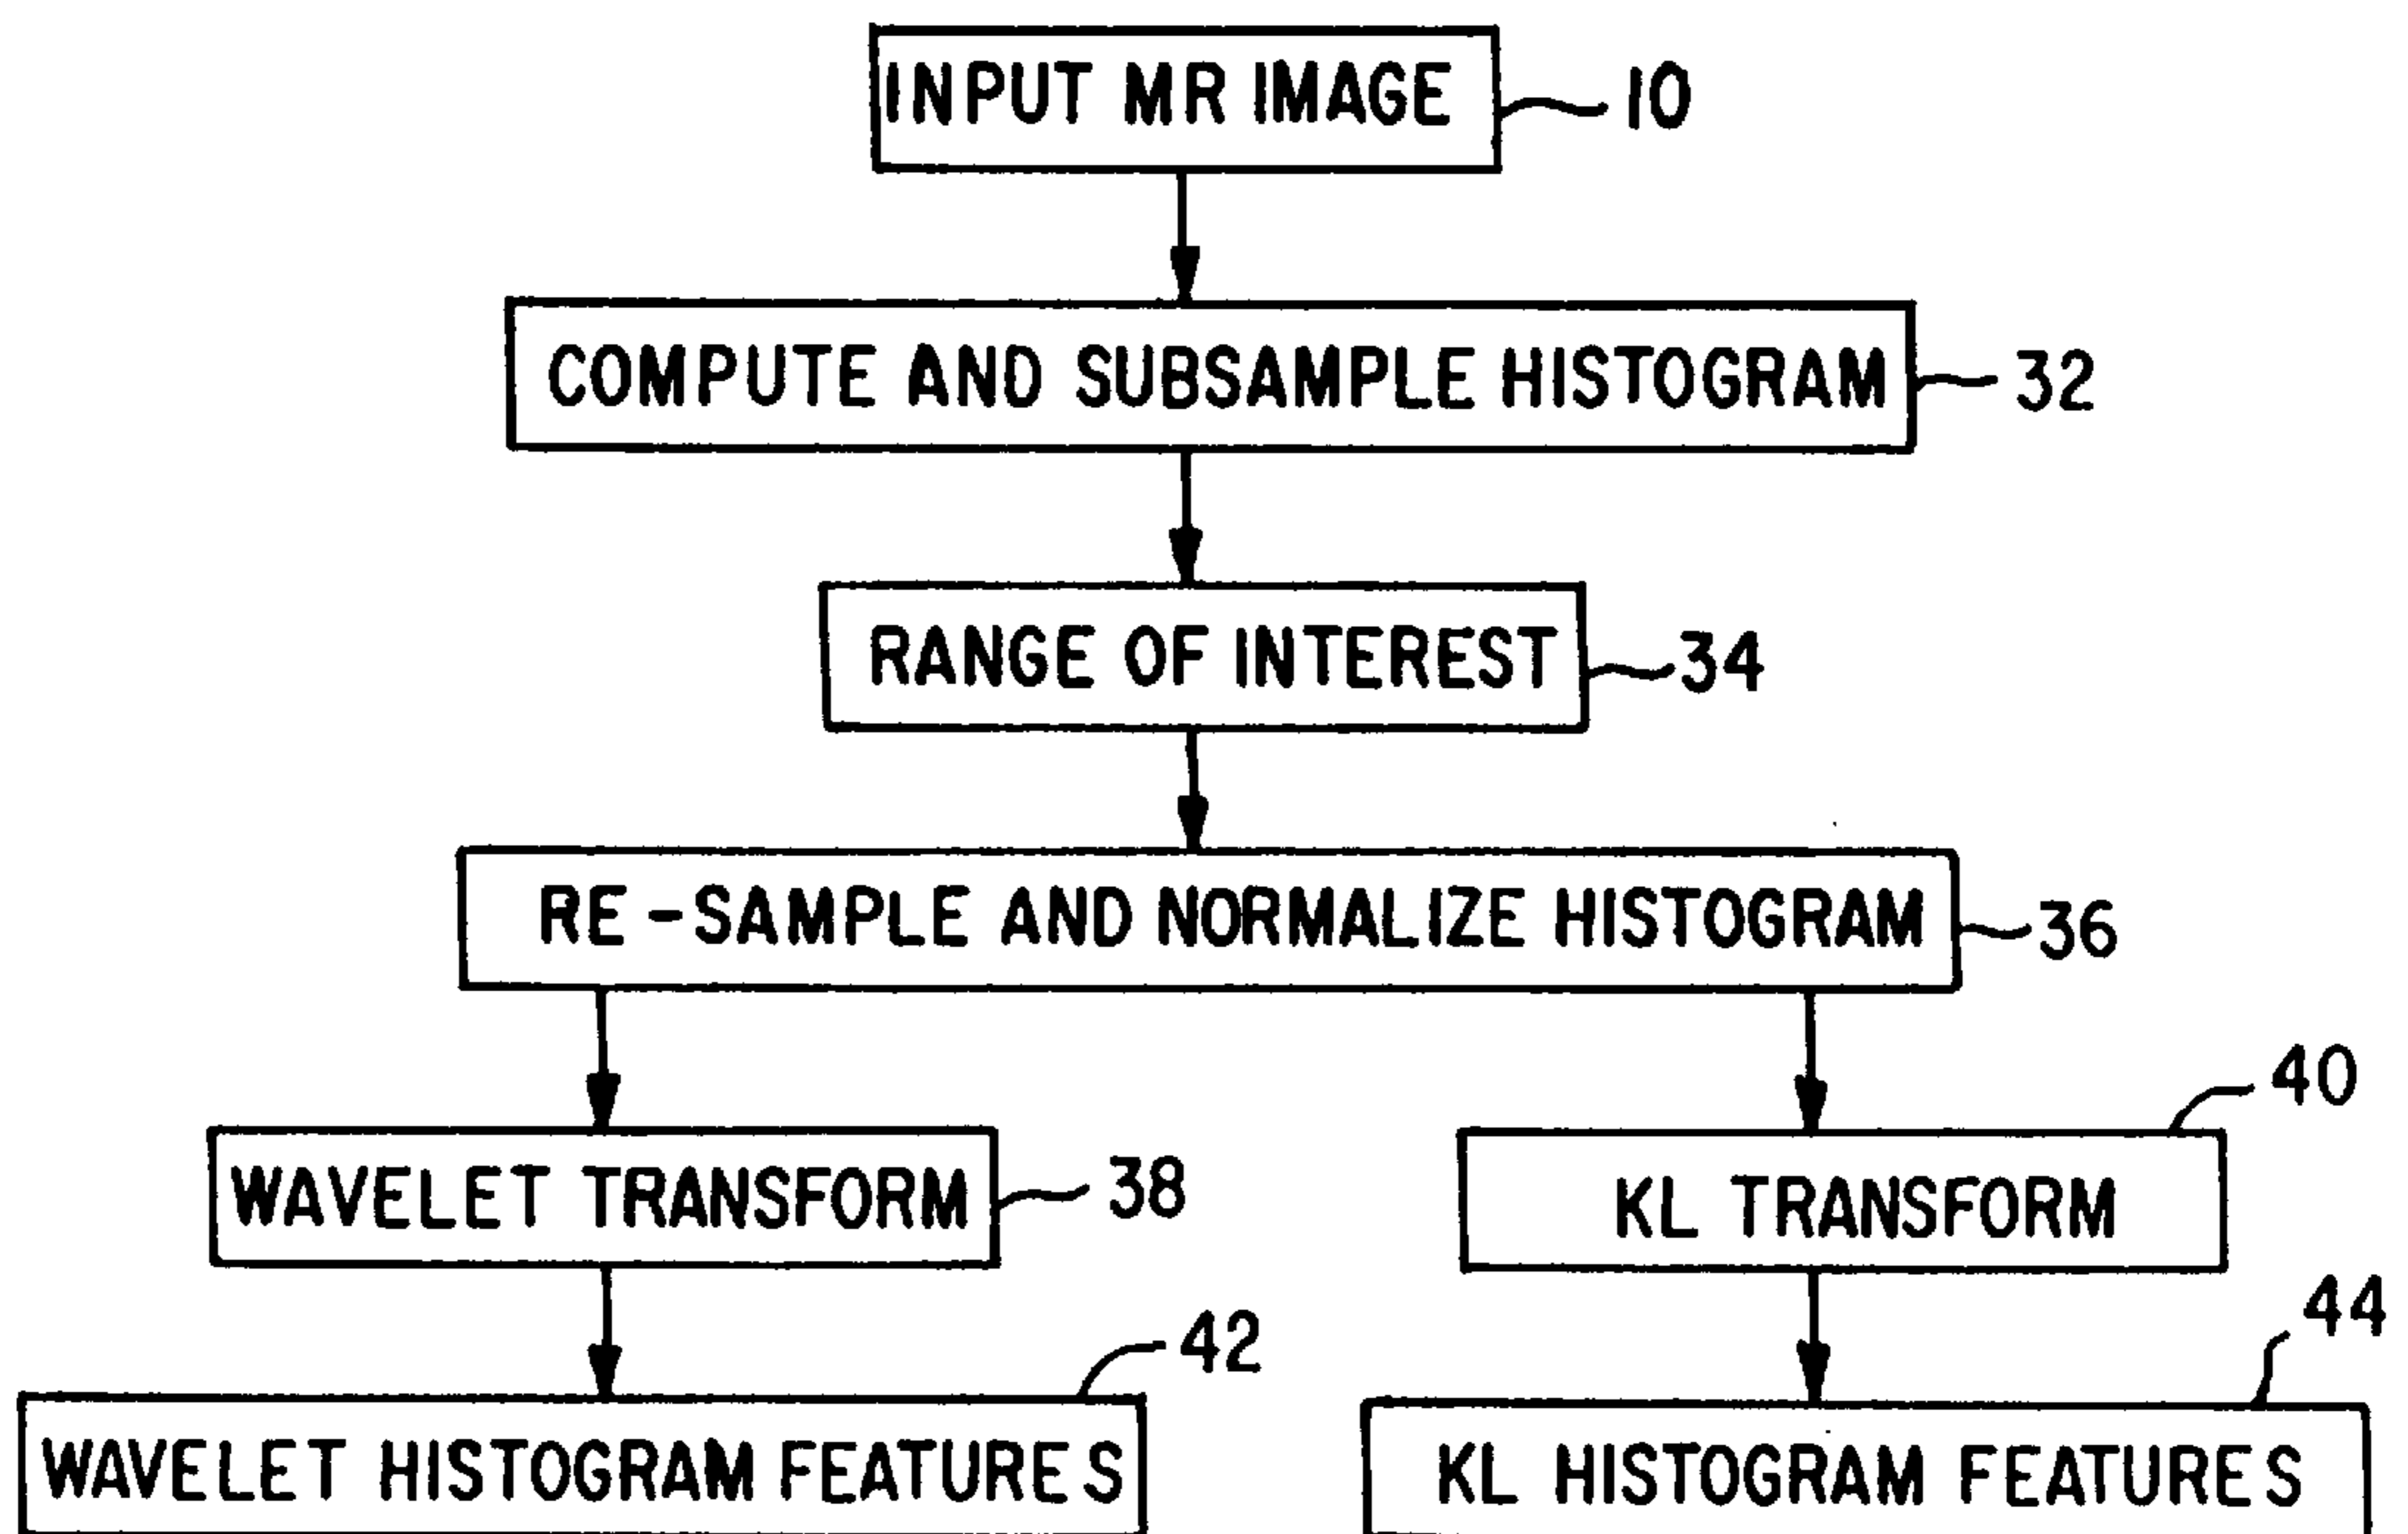 INPUT MR IMAGE 10
COMPUTE AND SUBSAMPLE HISTOGRAM 32
RANGE OF INTEREST 34
RE-SAMPLE AND NORMALIZE HISTOGRAM 36
40
WAVELET TRANSFORM 38
KL TRANSFORM
42
44
WAVELET HISTOGRAM FEATURES
KL HISTOGRAM FEATURES